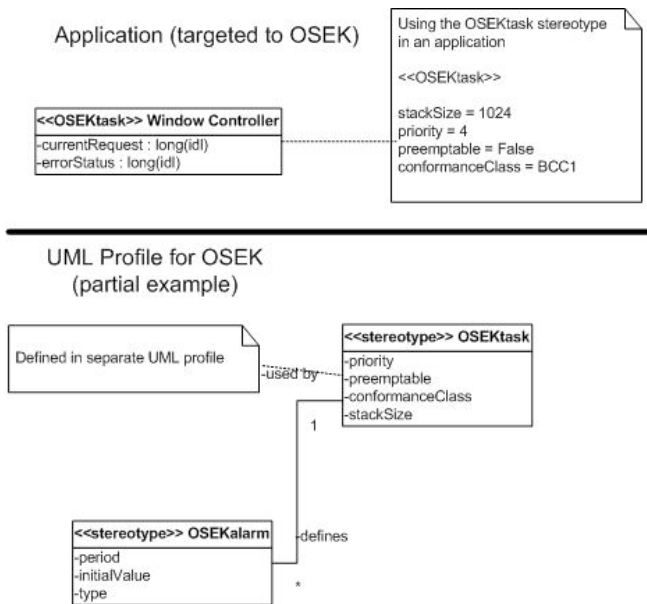 Application (targeted to OSEK)
Using the OSEKtask stereotype
in an application
<<OSEKtask>>
stackSize = 1024
priority = 4
preemptable = False
conformanceClass = BCC1
<<OSEKtask>> Window Controller
-currentRequest : long(idl)
-errorStatus : long(idl)
UML Profile for OSEK
(partial example)
Defined in separate UML profile
<<stereotype>> OSEKtask
-priority
-preemptable
-conformanceClass
-stackSize
-used by
1
<<stereotype>> OSEKalarm
-period
-initialValue
-type
-defines
*